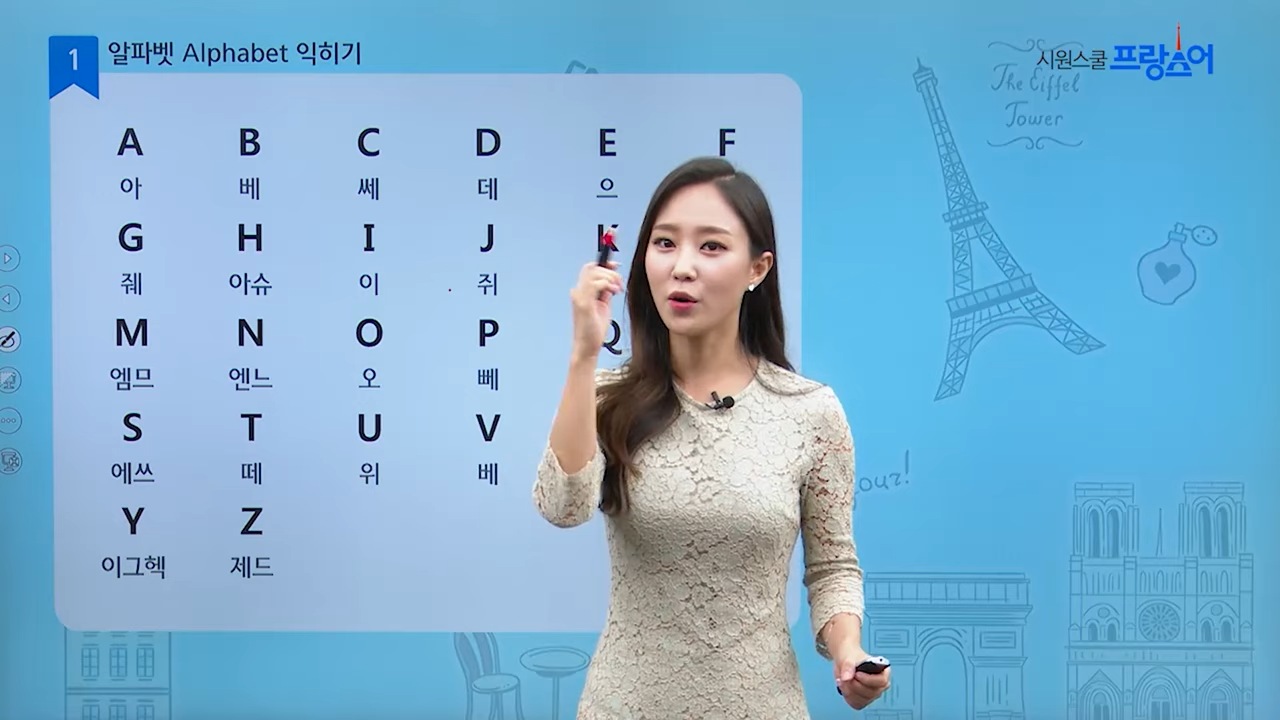 1 알파벳 Alphabet 익히기
시원스쿨 프랑스어
The Eiffel
Tower
A B C D E F
아 베 쎄 데 으
G H I J K
줴 아슈 이 쥐
M N O P Q
엠므 엔느 오 뻬
S T U V
에쓰 떼 위 베
Y Z
이그헥 제드